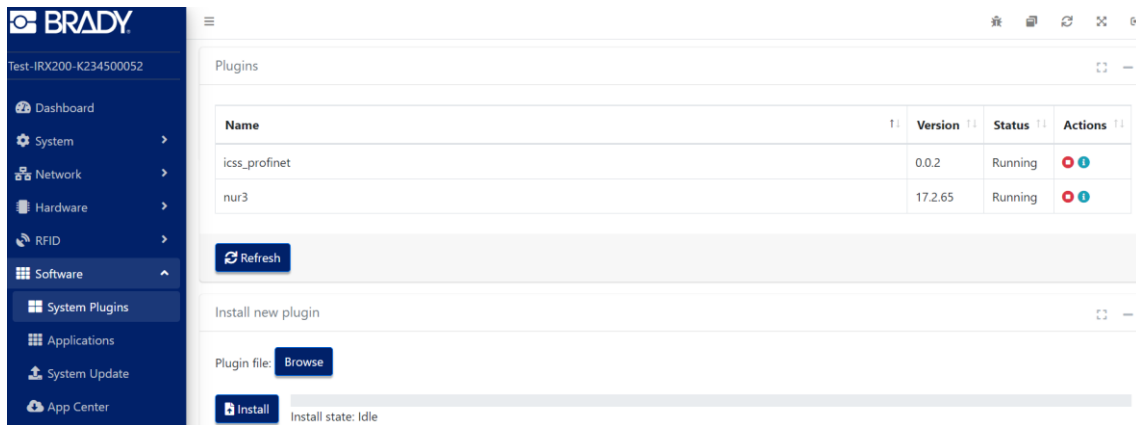 BRADY
Test-IRX200-K234500052
Dashboard
System
Network
Hardware
RFID
Software
System Plugins
Applications
System Update
App Center
Plugins
Name Version Status Actions
icss_profinet 0.0.2 Running
nur3 17.2.65 Running
Refresh
Install new plugin
Plugin file: Browse
Install
Install state: Idle